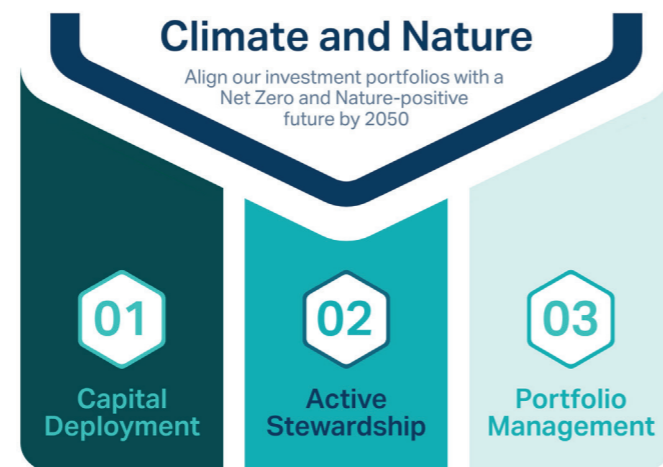 Climate and Nature
Align our investment portfolios with a
Net Zero and Nature-positive
future by 2050
01
Capital
Deployment
02
Active
Stewardship
03
Portfolio
Management